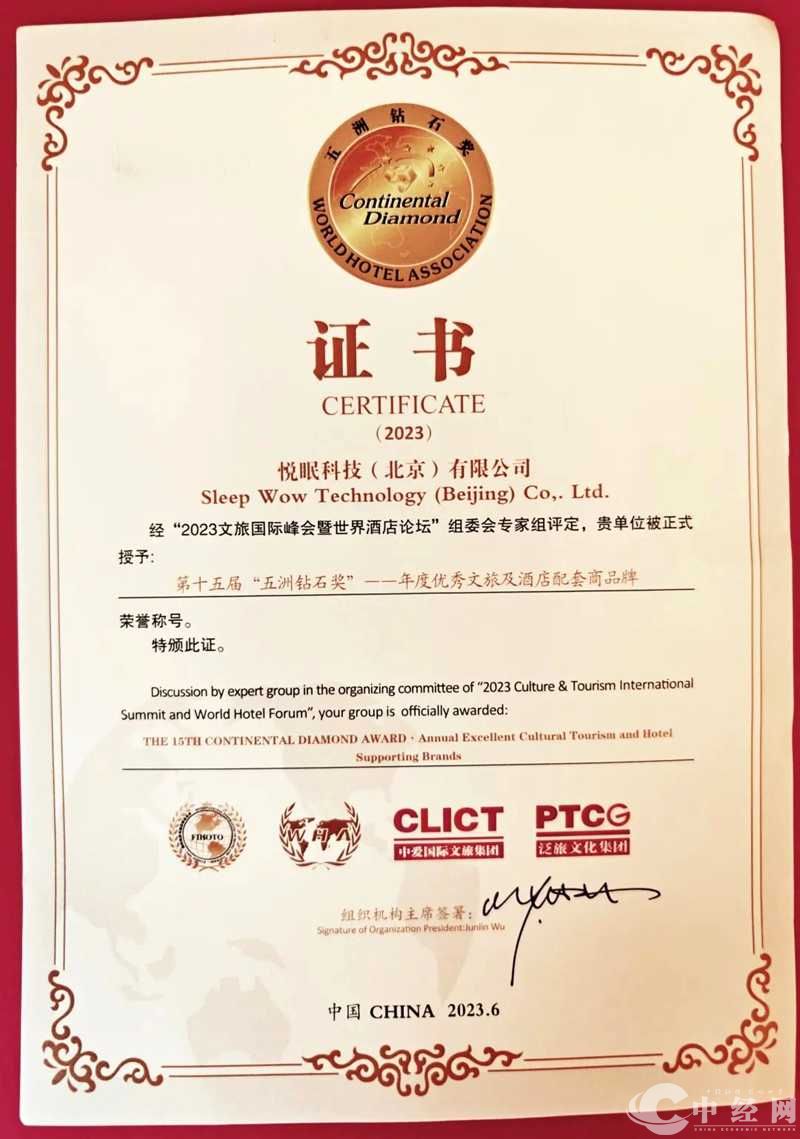 五洲钻石奖
Continental
Diamond
WORLD HOTEL ASSOCIATION
证书
CERTIFICATE
(2023)
悦眠科技（北京）有限公司
Sleep Wow Technology (Beijing) Co,. Ltd.
经“2023文旅国际峰会暨世界酒店论坛”组委会专家组评定，贵单位被正式
授予:
第十五届“五洲钻石奖”——年度优秀文旅及酒店配套商品牌
荣誉称号。
特颁此证。
Discussion by expert group in the organizing committee of "2023 Culture & Tourism International
Summit and World Hotel Forum", your group is officially awarded:
THE 15TH CONTINENTAL DIAMOND AWARD · Annual Excellent Cultural Tourism and Hotel
Supporting Brands
FIHOTO
WHA
CLICT
中爱国际文旅集团
PTCG
泛旅文化集团
组织机构主席签署:
Signature of Organization President:Junlin Wu
中国 CHINA 2023.6
中经网
CHINA ECONOMIC NETWORK